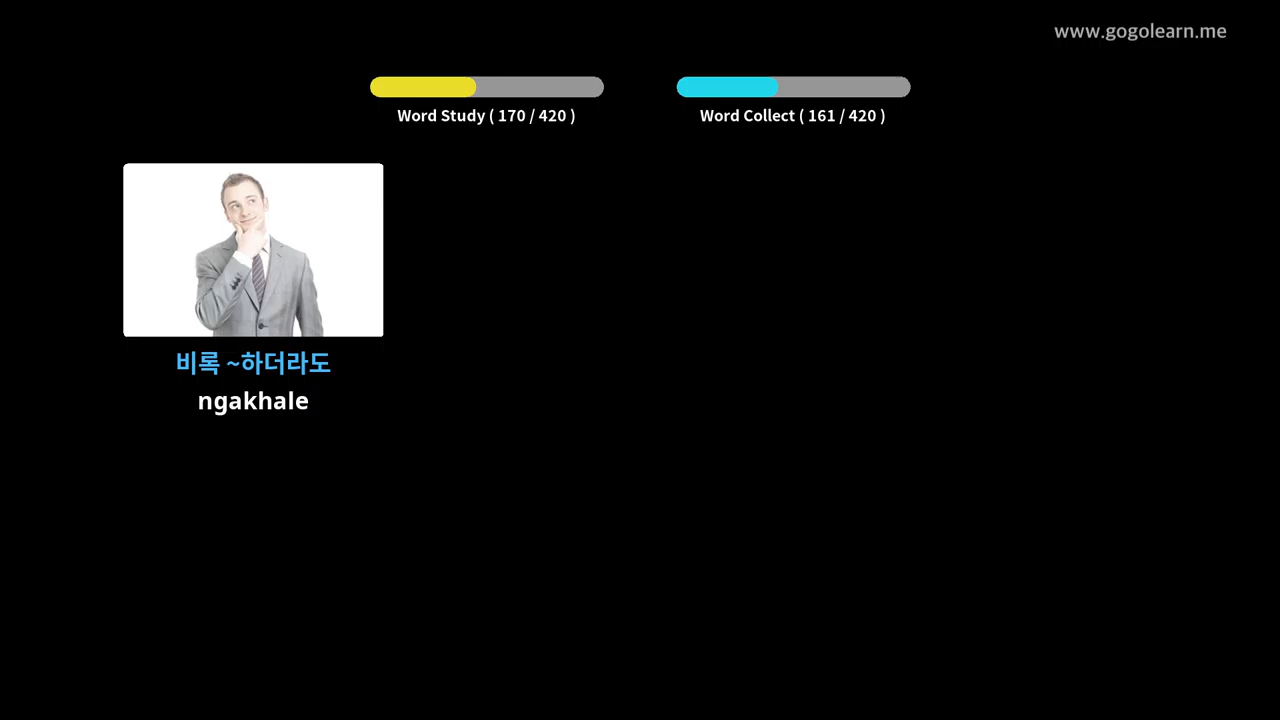 www.gogolearn.me
Word Study ( 170 / 420 )
Word Collect ( 161 / 420 )
비록 ~하더라도
ngakhale